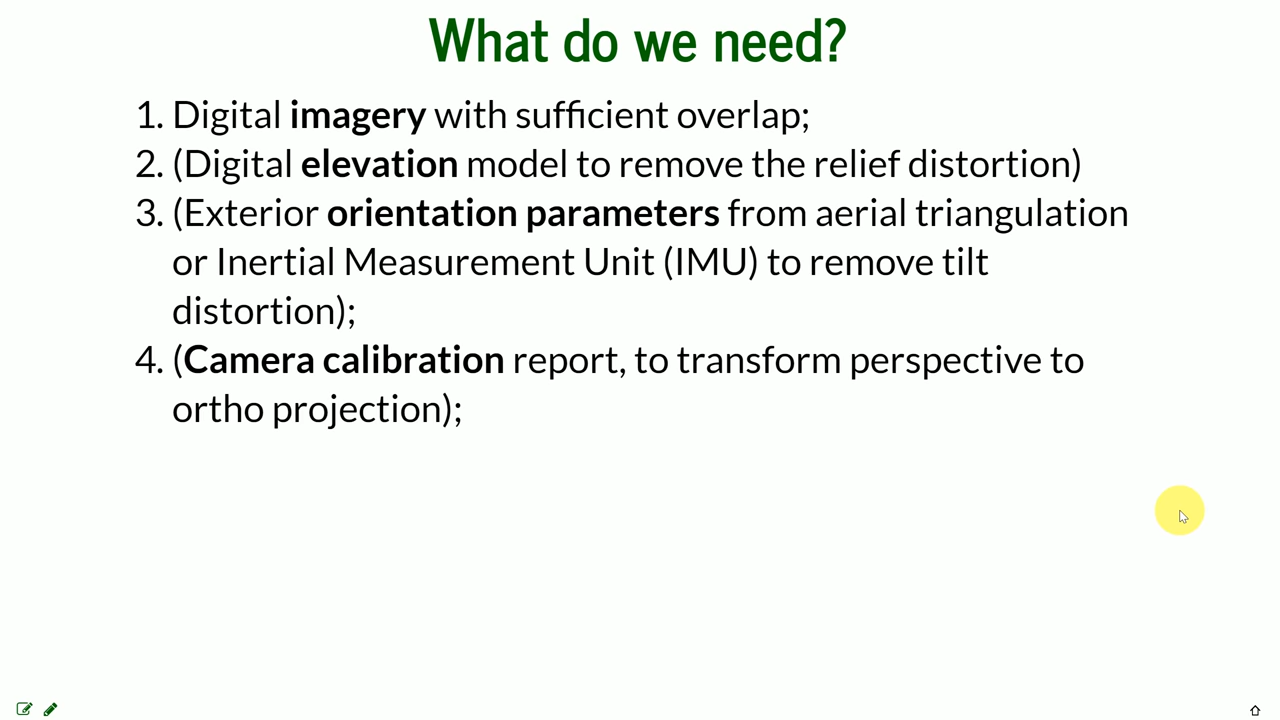 What do we need?
1. Digital imagery with sufficient overlap;
2. (Digital elevation model to remove the relief distortion)
3. (Exterior orientation parameters from aerial triangulation
or Inertial Measurement Unit (IMU) to remove tilt
distortion);
4. (Camera calibration report, to transform perspective to
ortho projection);